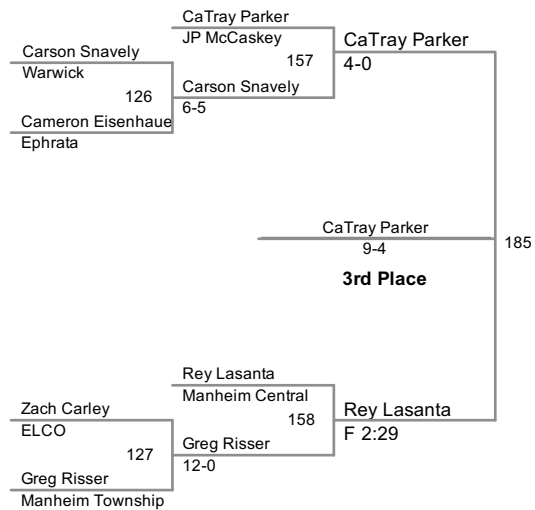 CaTray Parker
JP McCaskey
157
CaTray Parker
4-0
Carson Snavely
Warwick
126
Carson Snavely
6-5
Cameron Eisenhaue
Ephrata
CaTray Parker
9-4
185
3rd Place
Rey Lasanta
Manheim Central
158
Rey Lasanta
F 2:29
Zach Carley
ELCO
127
Greg Risser
12-0
Greg Risser
Manheim Township